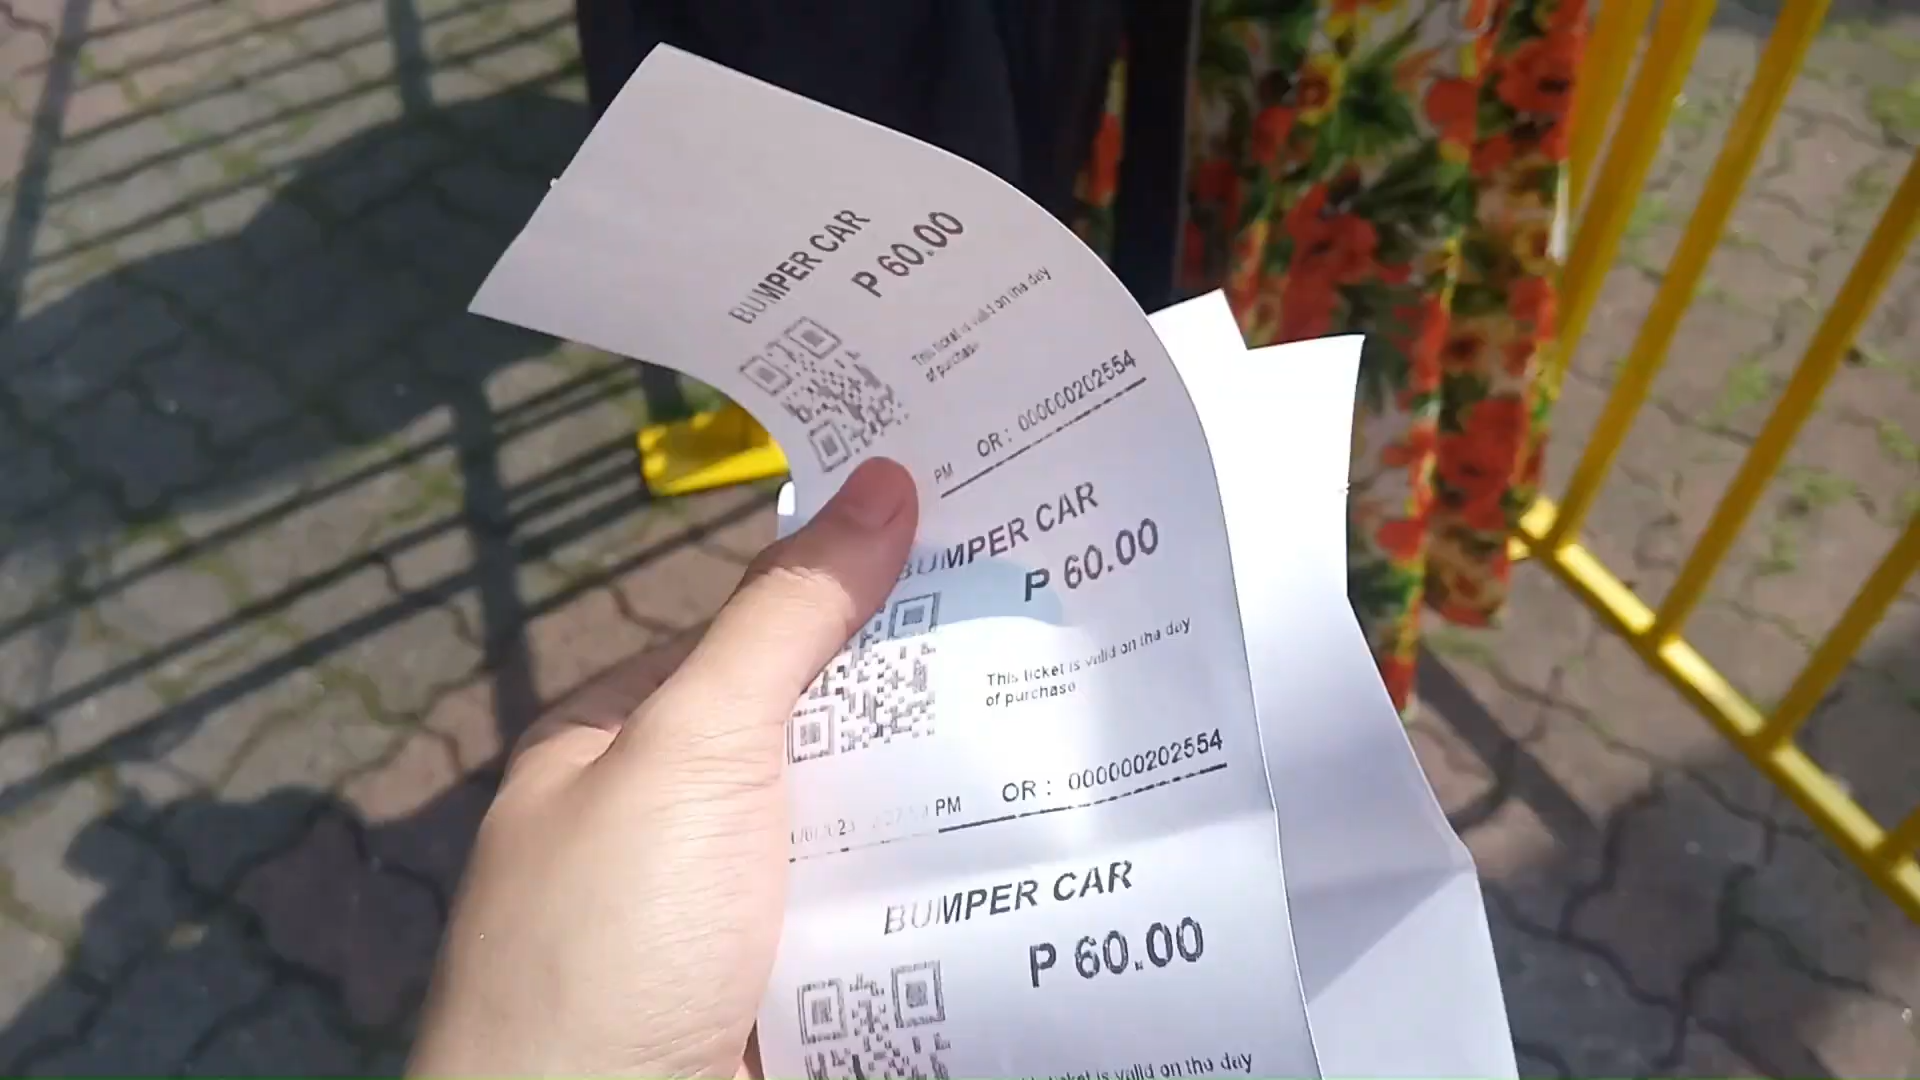 BUMPER CAR
P 60.00
This ticket is valid on the day
of purchase
PM OR: 000000202554
BUMPER CAR
P 60.00
This ticket is valid on the day
of purchase
PM OR: 000000202554
BUMPER CAR
P 60.00
ticket is valid on the day